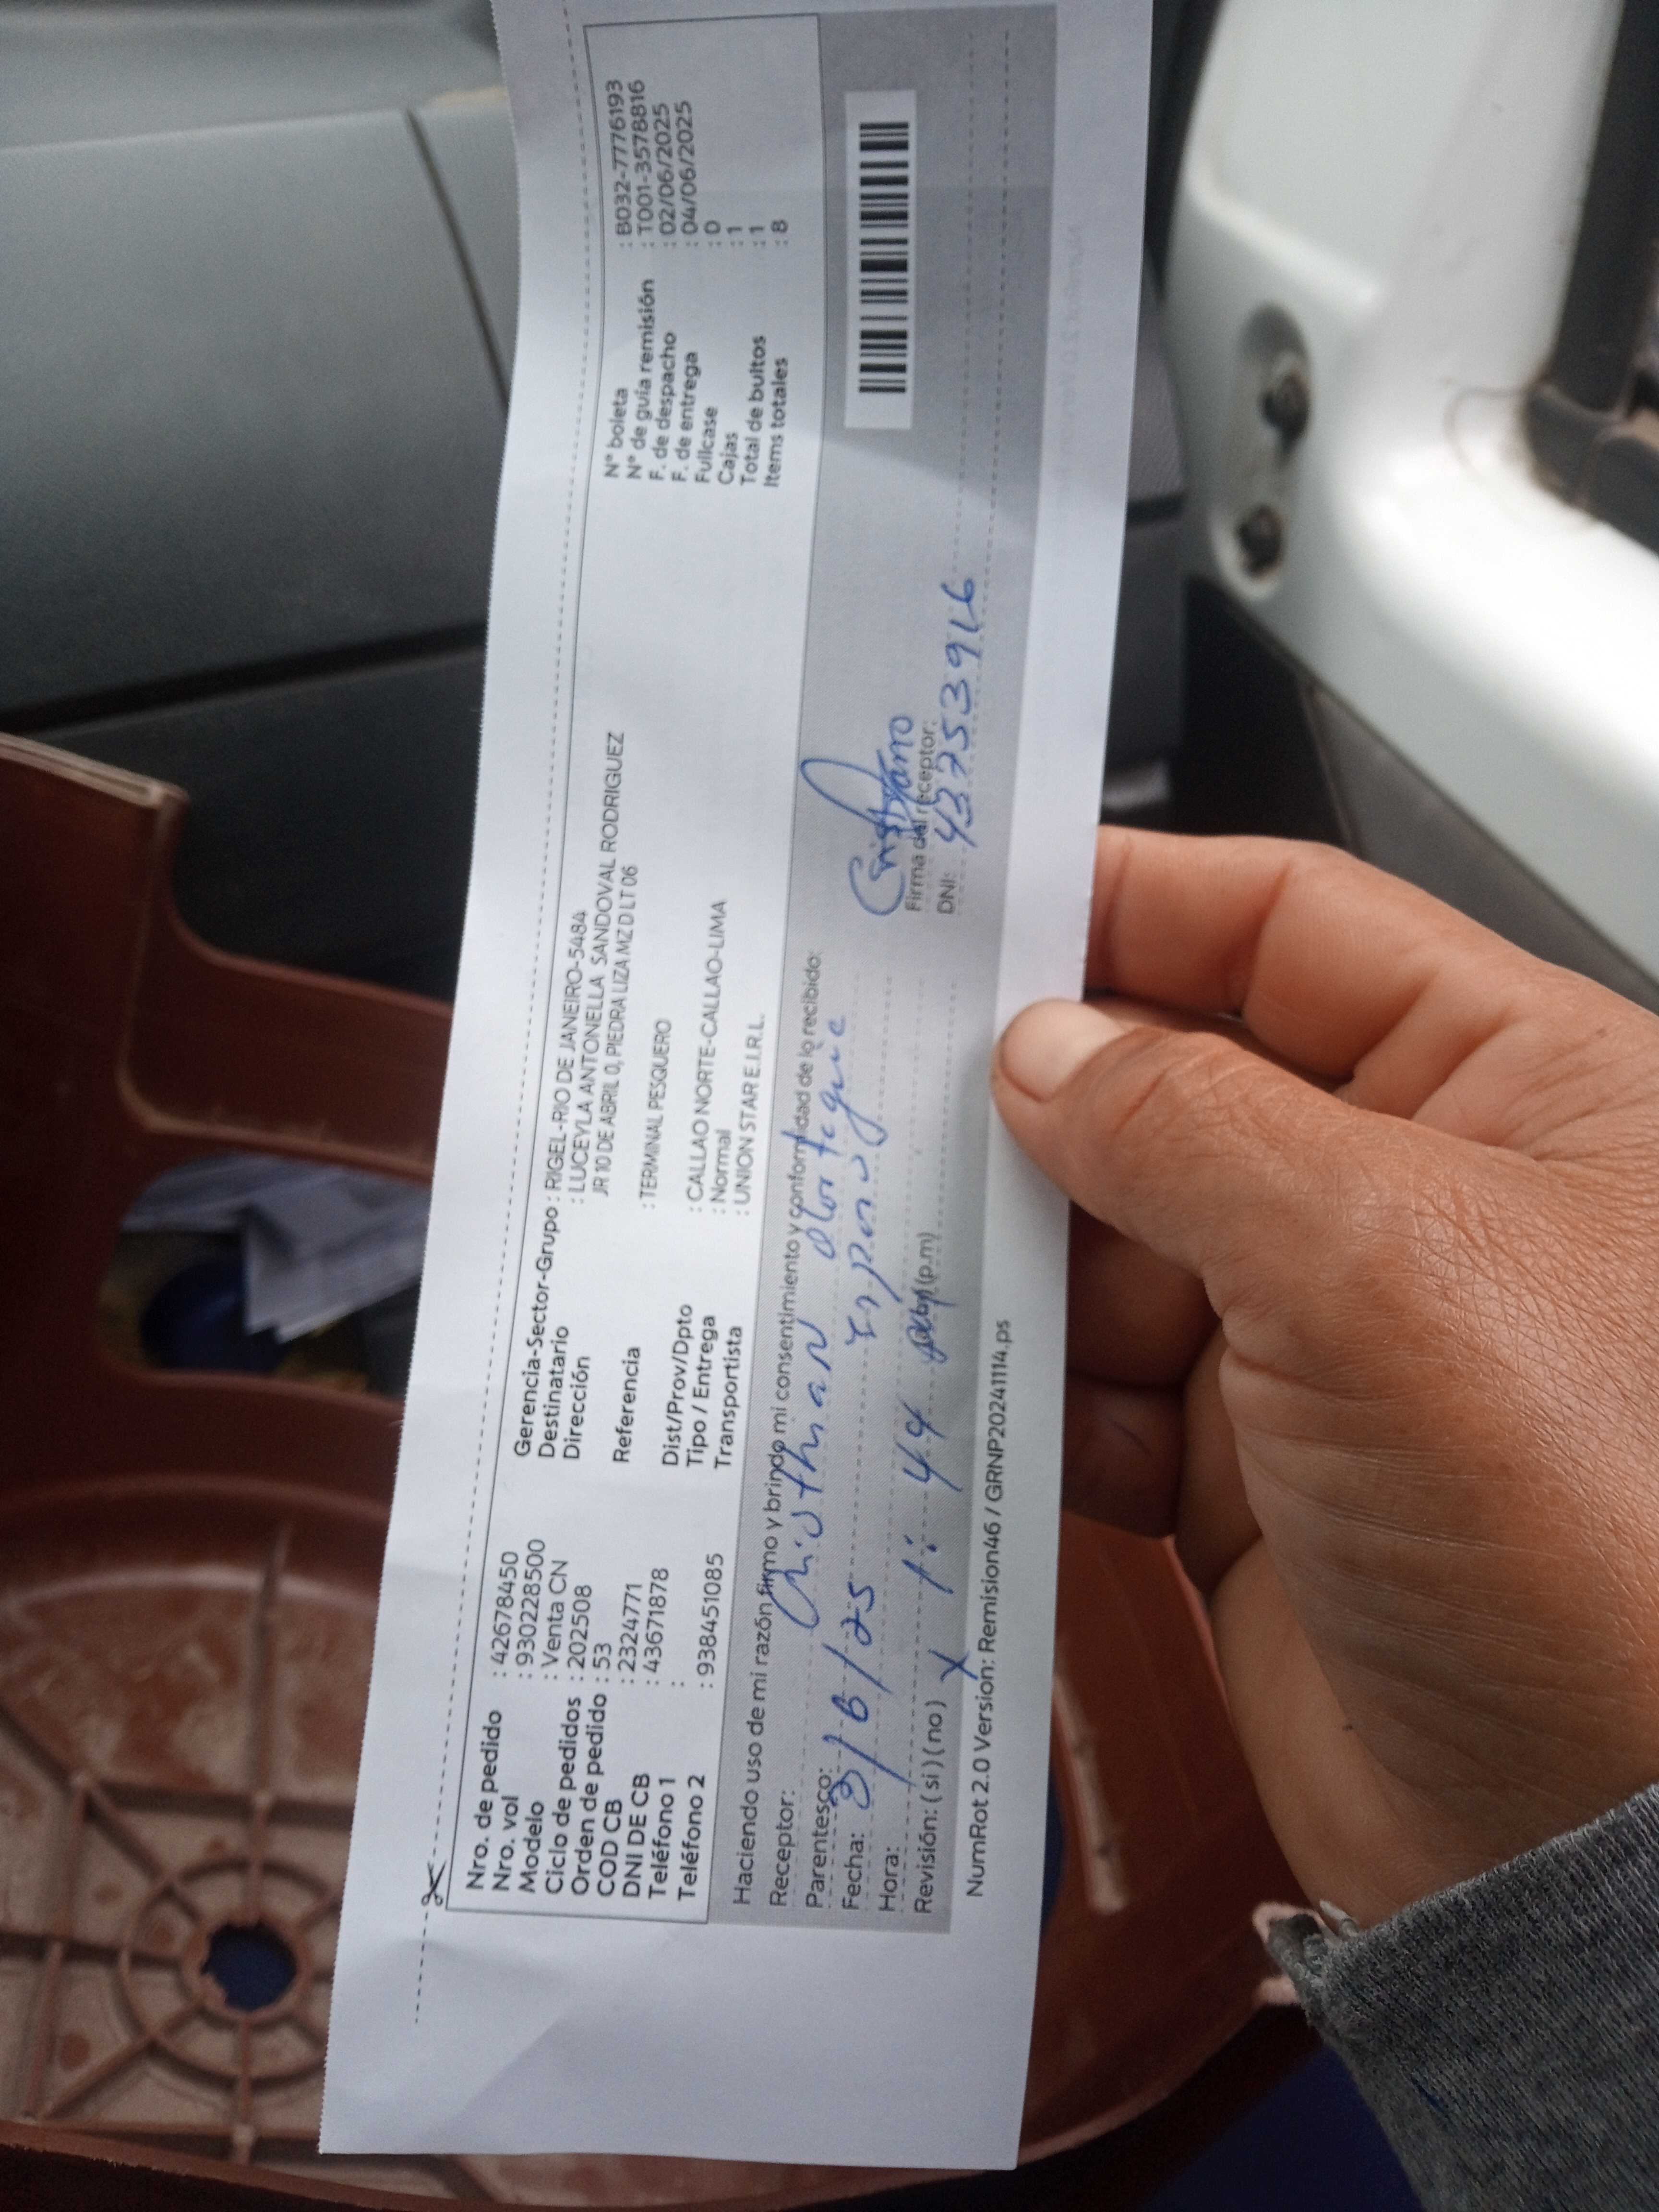 Nro. de pedido : 42678450
Nro. vol : 9302228500
Modelo : Venta CN
Ciclo de pedidos : 202508
Orden de pedido : 53
COD CB : 2324771
DNI DE CB : 43671878
Teléfono 1 :
Teléfono 2 : 938451085
Gerencia-Sector-Grupo : RIGEL-RIO DE JANEIRO-5484
Destinatario : LUCEYLA ANTONELLA SANDOVAL RODRIGUEZ
Dirección JR 10 DE ABRIL 0, PIEDRA LIZA MZ D LT 06
Referencia : TERMINAL PESQUERO
Dist/Prov/Dpto : CALLAO NORTE-CALLAO-LIMA
Tipo / Entrega : Normal
Transportista : UNION STAR E.I.R.L.
N° boleta : B032-7776193
N° de guía remisión : T001-3578816
F. de despacho : 02/06/2025
F. de entrega : 04/06/2025
Fullcase : 0
Cajas : 1
Total de bultos : 1
Items totales : 8
Haciendo uso de mi razón firmo y brindo mi consentimiento y conformidad de lo recibido:
Receptor:
Parentesco:
Fecha: 3/6/25
Hora: 1:44 (p.m)
Revisión: (si) (no) x
Firma del receptor:
DNI:
NumRot 2.0 Version: Remision46 / GRNP20241114.ps